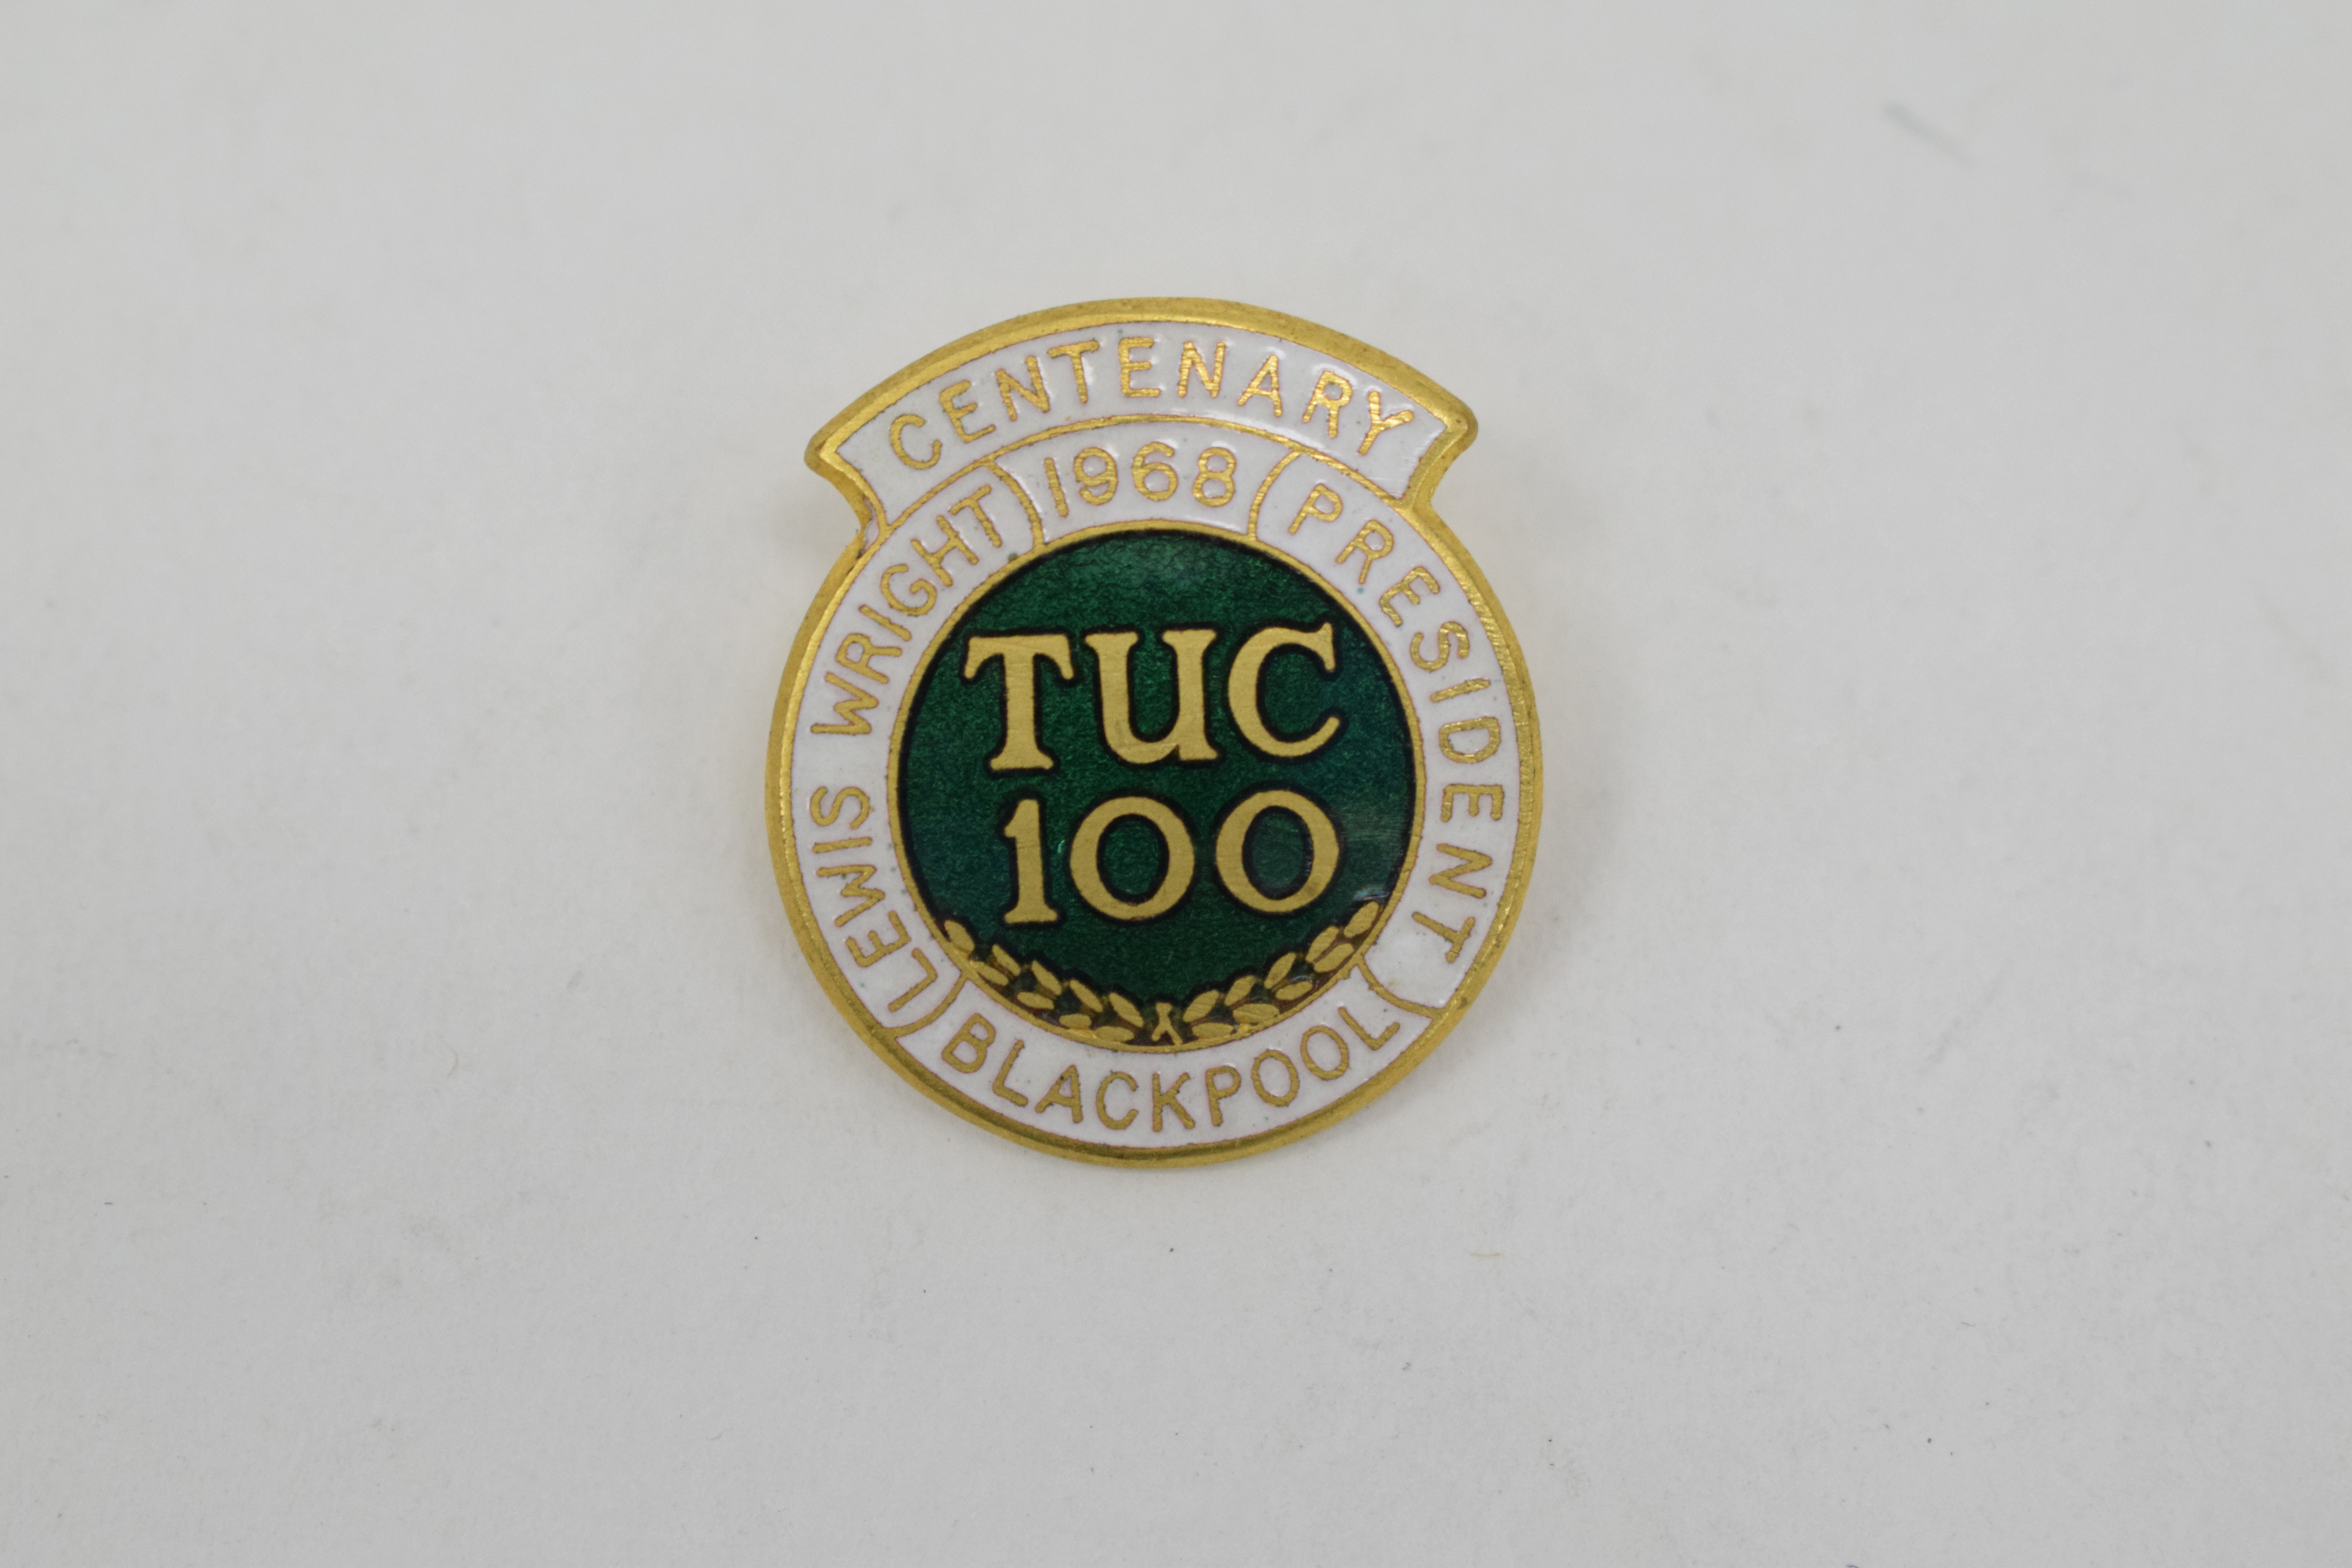 CENTENARY
1968
LEWIS WRIGHT
PRESIDENT
TUC
100
BLACKPOOL